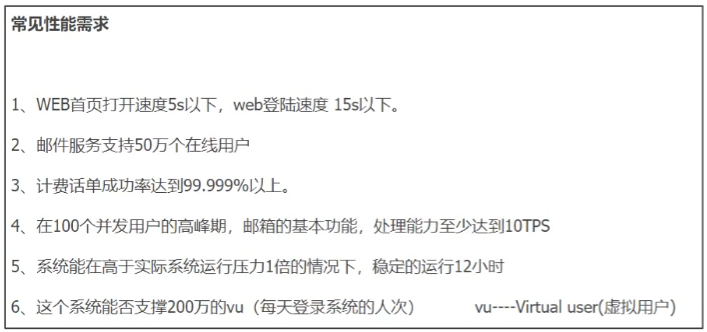 常见性能需求
1、WEB首页打开速度5s以下，web登陆速度 15s以下。
2、邮件服务支持50万个在线用户
3、计费话单成功率达到99.999%以上。
4、在100个并发用户的高峰期，邮箱的基本功能，处理能力至少达到10TPS
5、系统能在高于实际系统运行压力1倍的情况下，稳定的运行12小时
6、这个系统能否支撑200万的vu（每天登录系统的人次） vu----Virtual user(虚拟用户)